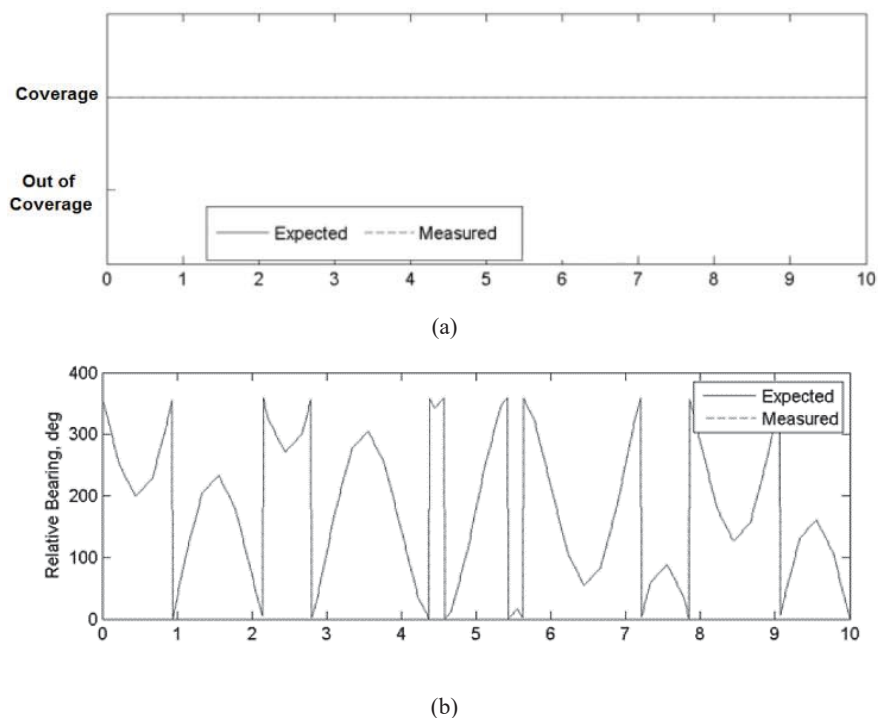 Coverage
Out of
Coverage
Expected Measured
0 1 2 3 4 5 6 7 8 9 10
(a)
400
300
200
100
0
Relative Bearing, deg
Expected
Measured
0 1 2 3 4 5 6 7 8 9 10
(b)